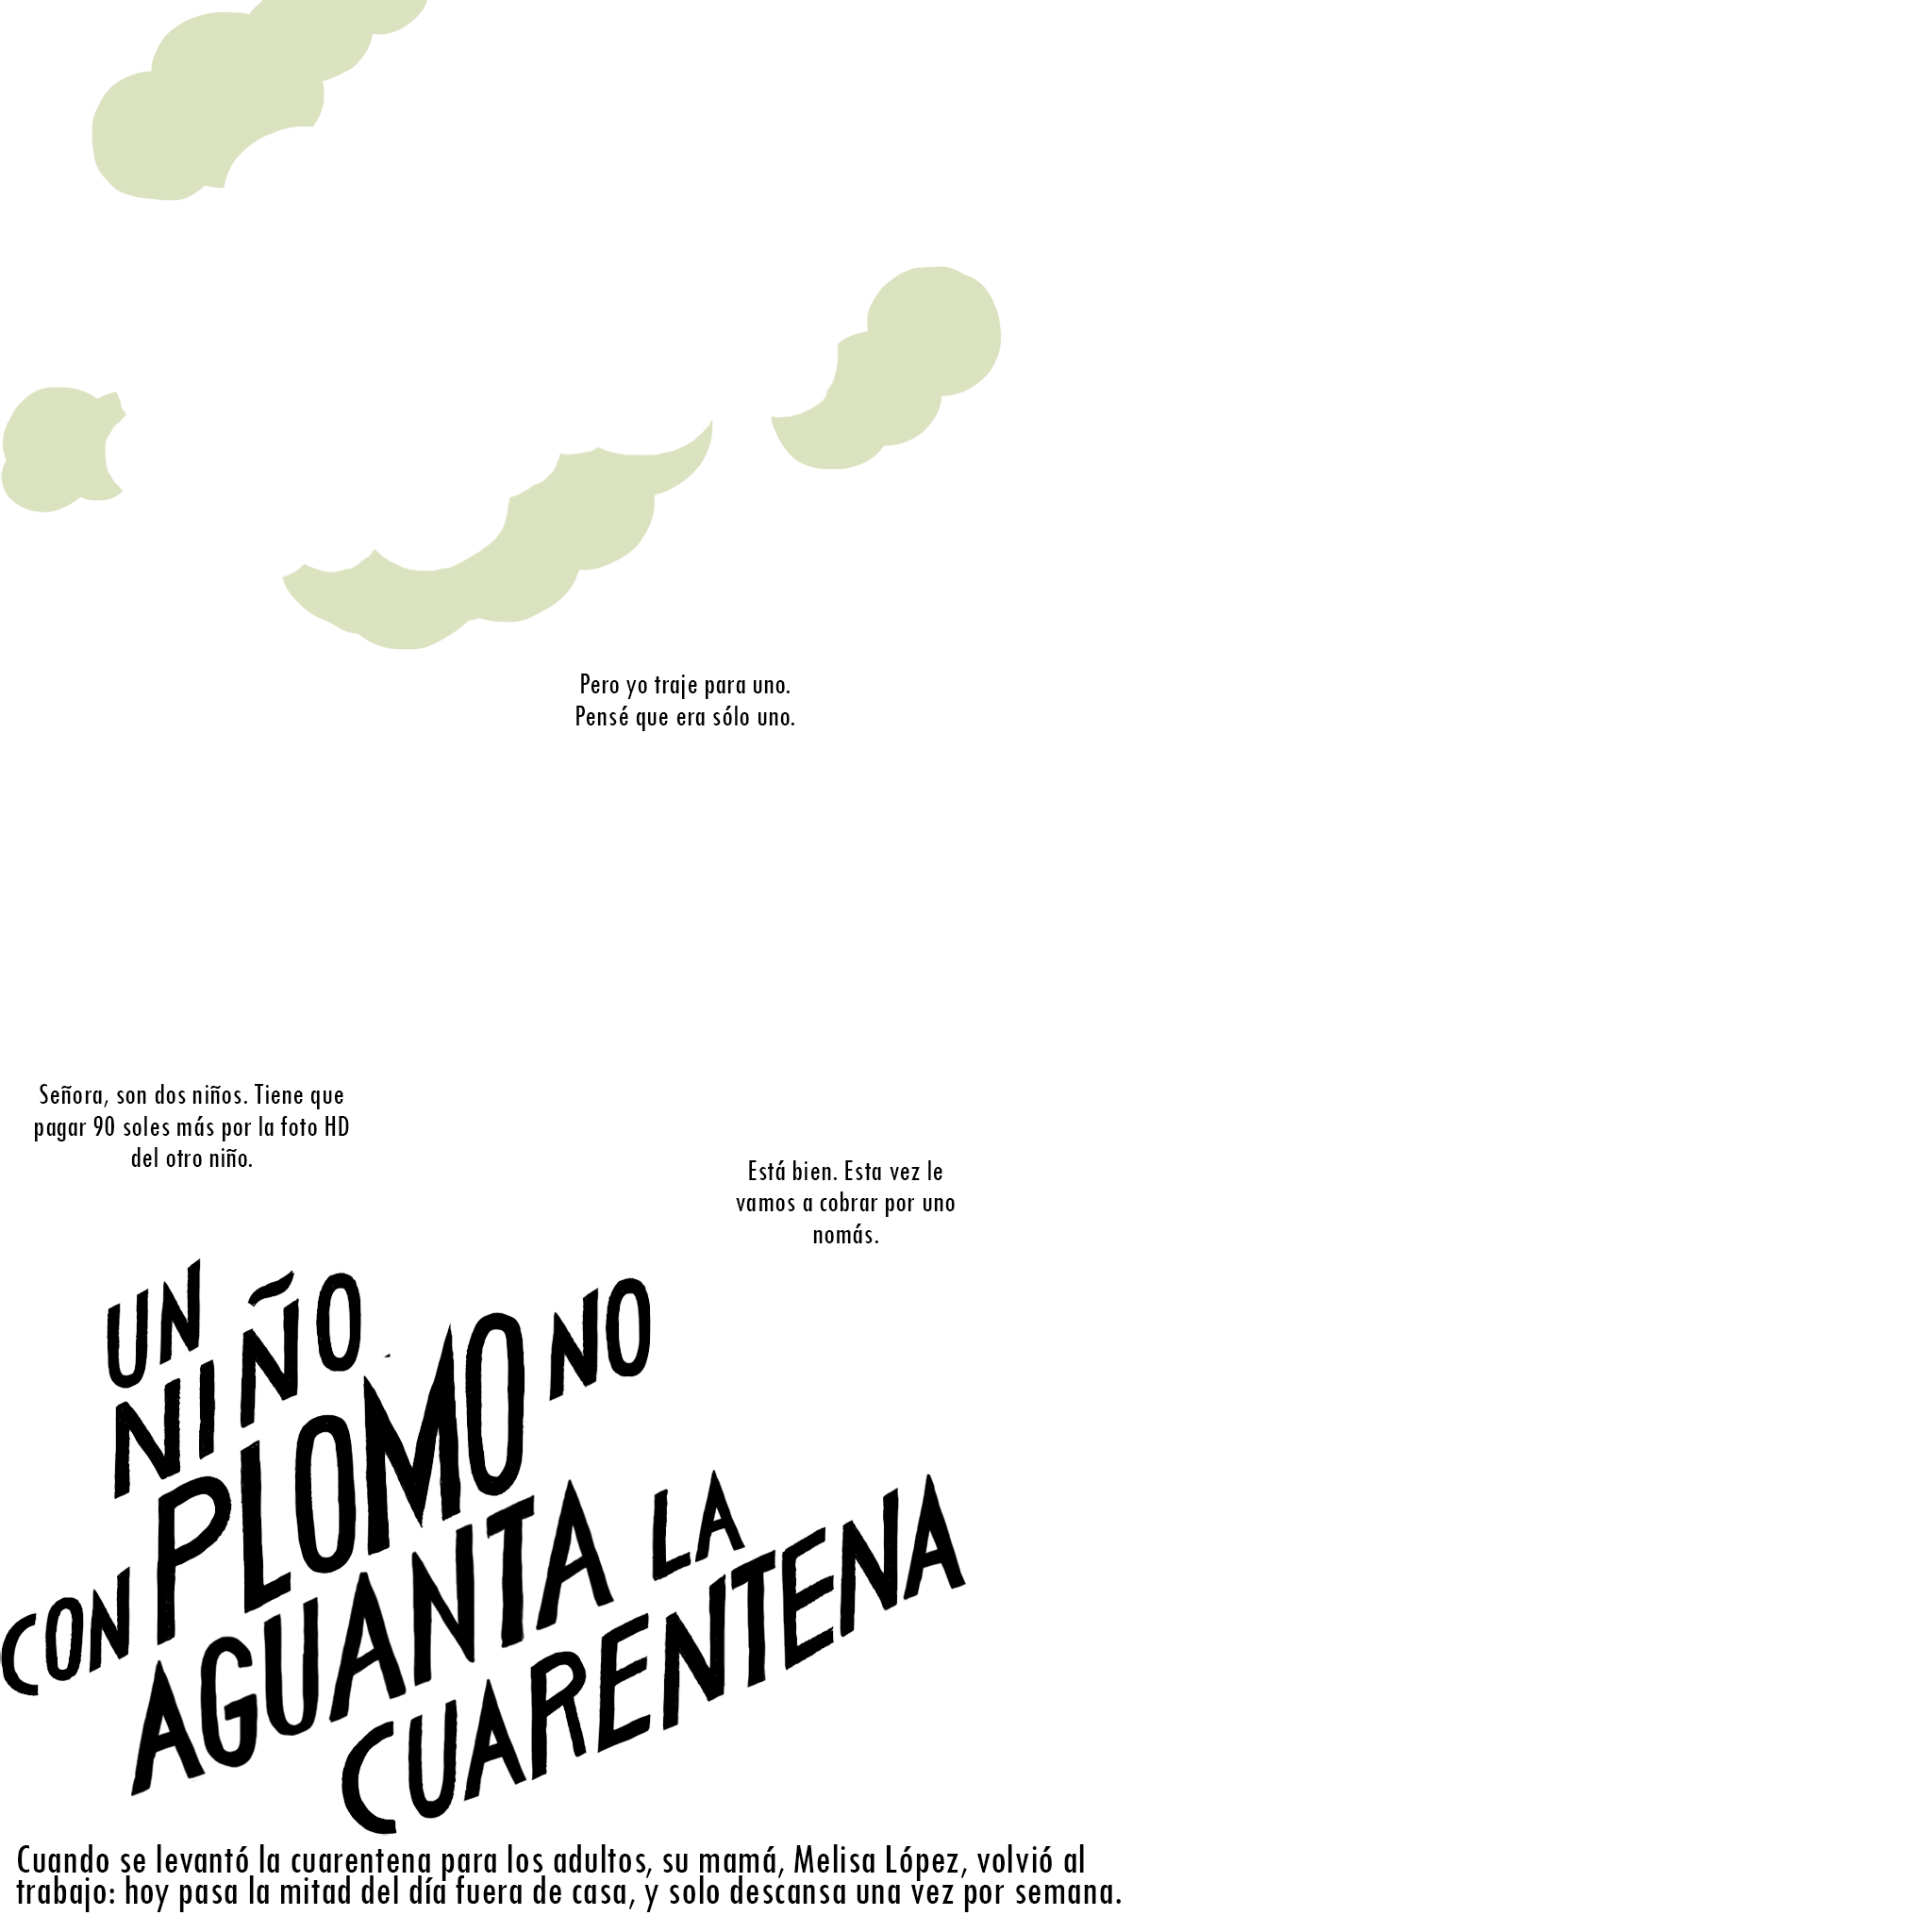 Pero yo traje para uno.
Pensé que era sólo uno.
Señora, son dos niños. Tiene que
pagar 90 soles más por la foto HD
del otro niño.
Está bien. Esta vez le
vamos a cobrar por uno
nomás.
UN
NIÑO
CON PLOMO NO
AGUANTA LA
CUARENTENA
Cuando se levantó la cuarentena para los adultos, su mamá, Melisa López, volvió al
trabajo: hoy pasa la mitad del día fuera de casa, y solo descansa una vez por semana.